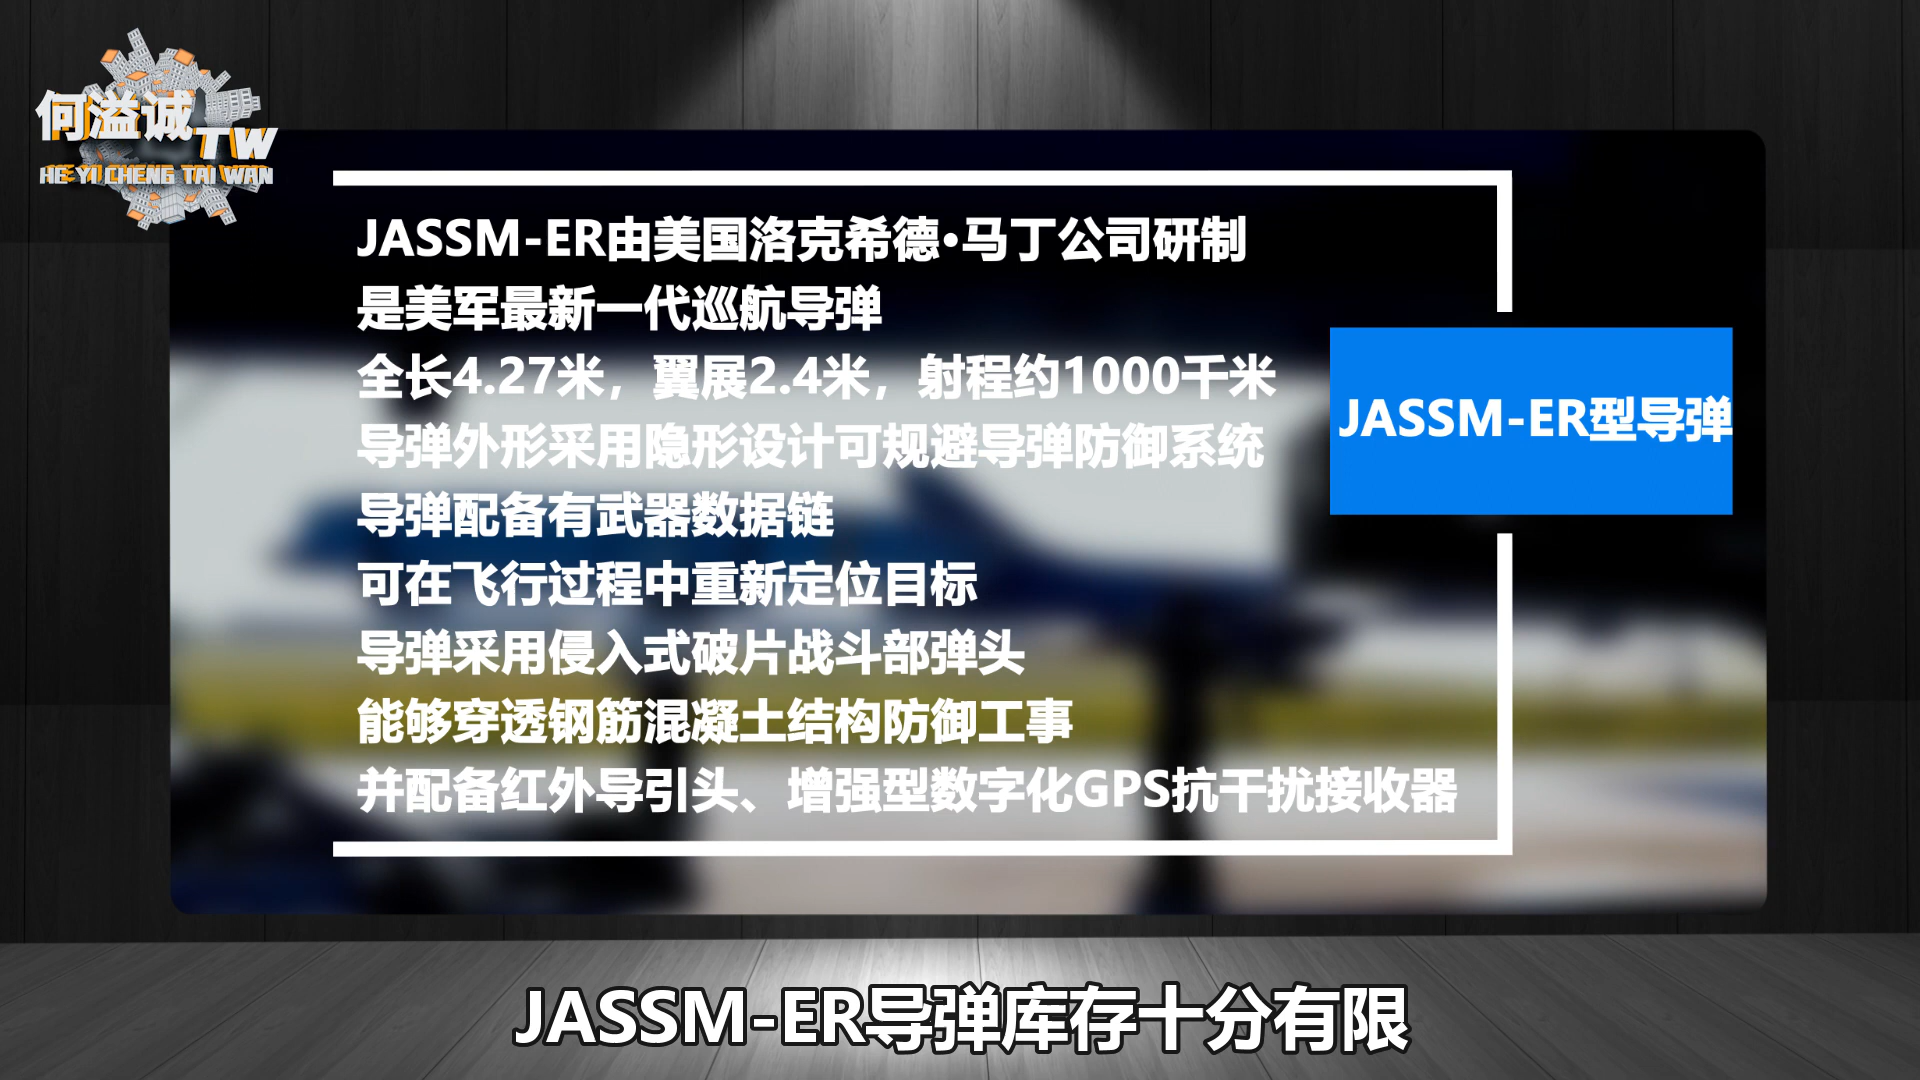 何溢诚
TW
HE YI CHENG TAI WAN
JASSM-ER由美国洛克希德·马丁公司研制
是美军最新一代巡航导弹
全长4.27米，翼展2.4米，射程约1000千米
导弹外形采用隐形设计可规避导弹防御系统
导弹配备有武器数据链
可在飞行过程中重新定位目标
导弹采用侵入式破片战斗部弹头
能够穿透钢筋混凝土结构防御工事
并配备红外导引头、增强型数字化GPS抗干扰接收器
JASSM-ER型导弹
JASSM-ER导弹库存十分有限